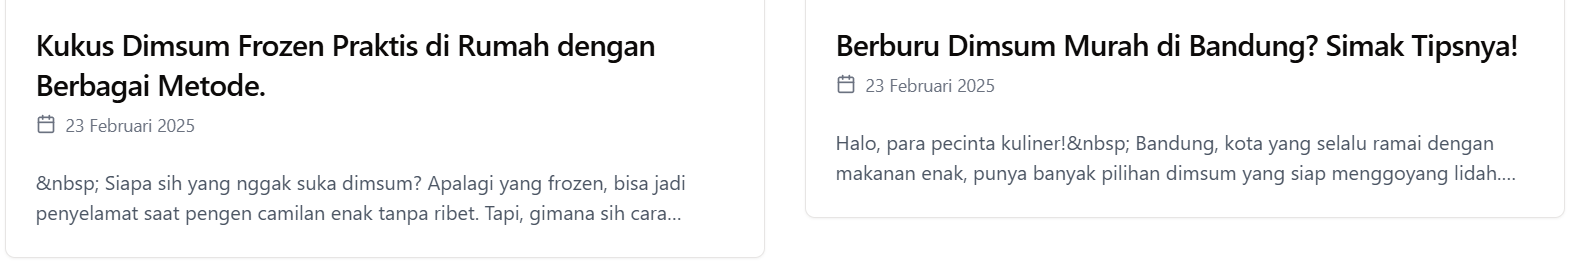 Kukus Dimsum Frozen Praktis di Rumah dengan
Berbagai Metode.
23 Februari 2025
&nbsp; Siapa sih yang nggak suka dimsum? Apalagi yang frozen, bisa jadi
penyelamat saat pengen camilan enak tanpa ribet. Tapi, gimana sih cara...
Berburu Dimsum Murah di Bandung? Simak Tipsnya!
23 Februari 2025
Halo, para pecinta kuliner!&nbsp; Bandung, kota yang selalu ramai dengan
makanan enak, punya banyak pilihan dimsum yang siap menggoyang lidah....